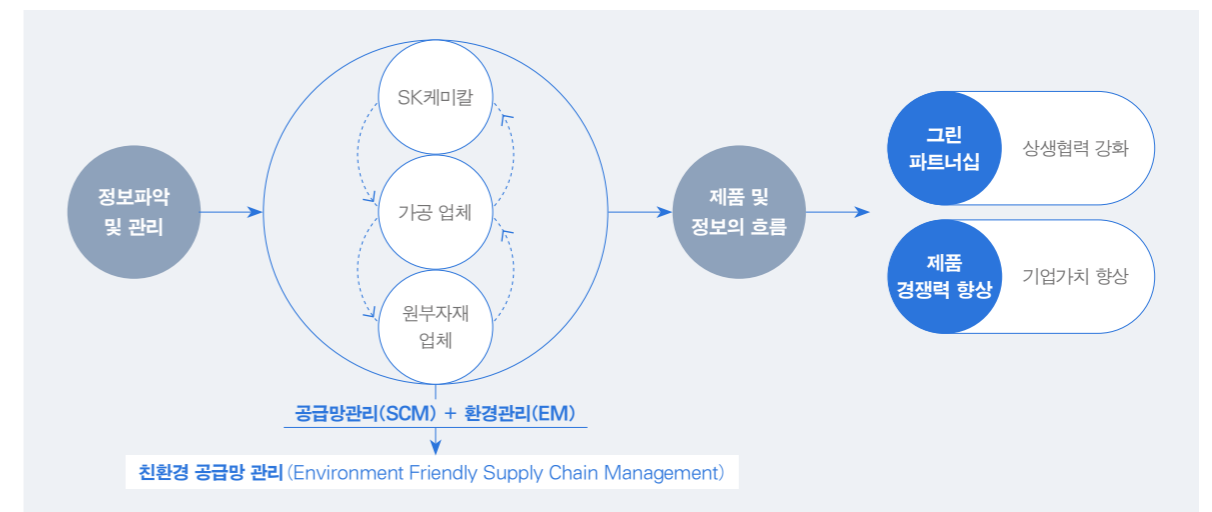 정보파악
및 관리
SK케미칼
가공 업체
원부자재
업체
제품 및
정보의 흐름
그린
파트너십
상생협력 강화
제품
경쟁력 향상
기업가치 향상
공급망관리(SCM) + 환경관리(EM)
친환경 공급망 관리(Environment Friendly Supply Chain Management)